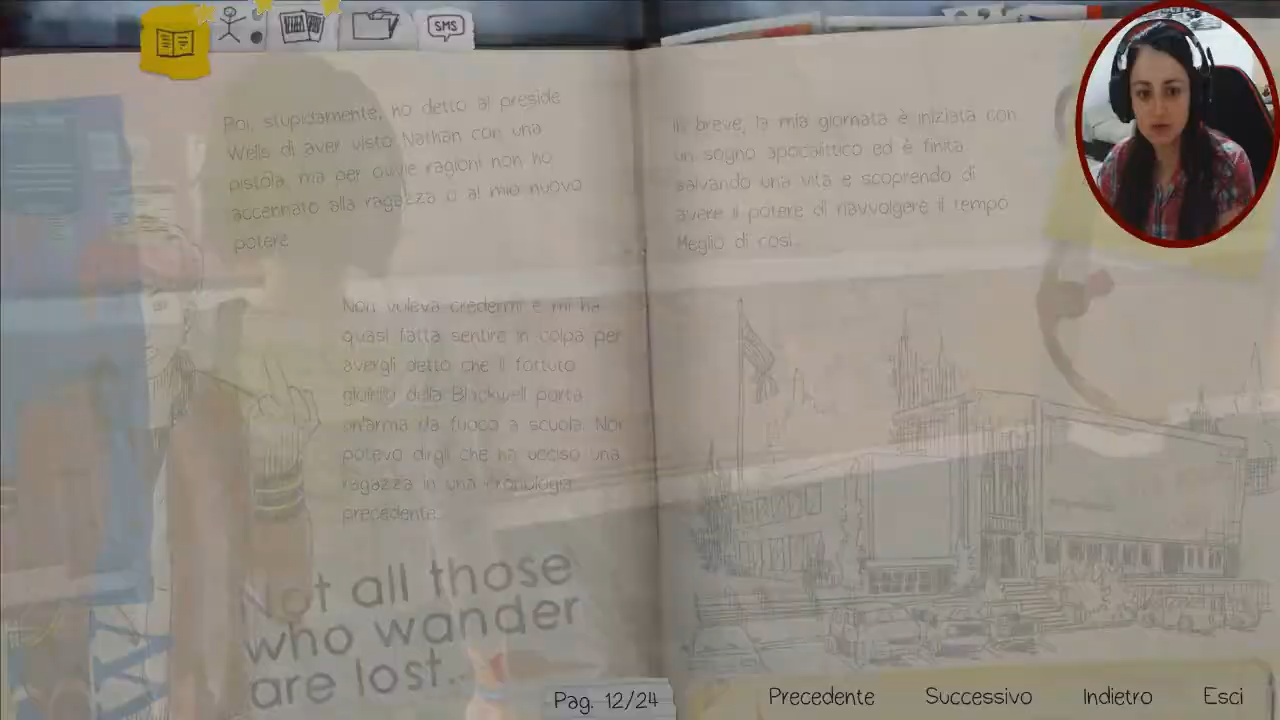 SMS
Poi, stupidamente, ho detto al preside
Wells di aver visto Nathan con una
pistola, ma per ovvie ragioni non ho
accennato alla ragazza o al mio nuovo
potere.
Non voleva credermi e mi ha
quasi fatta sentire in colpa per
avergli detto che il fortuto
gioiello della Blackwell porta
un'arma da fuoco a scuola. Non
potevo dirgli che ha ucciso una
ragazza in una cronologia
precedente.
Not all those
who wander
are lost..
In breve, la mia giornata è iniziata con
un sogno apocalittico ed è finita
salvando una vita e scoprendo di
avere il potere di riavvolgere il tempo.
Meglio di così...
Pag. 12/24
Precedente Successivo Indietro Esci